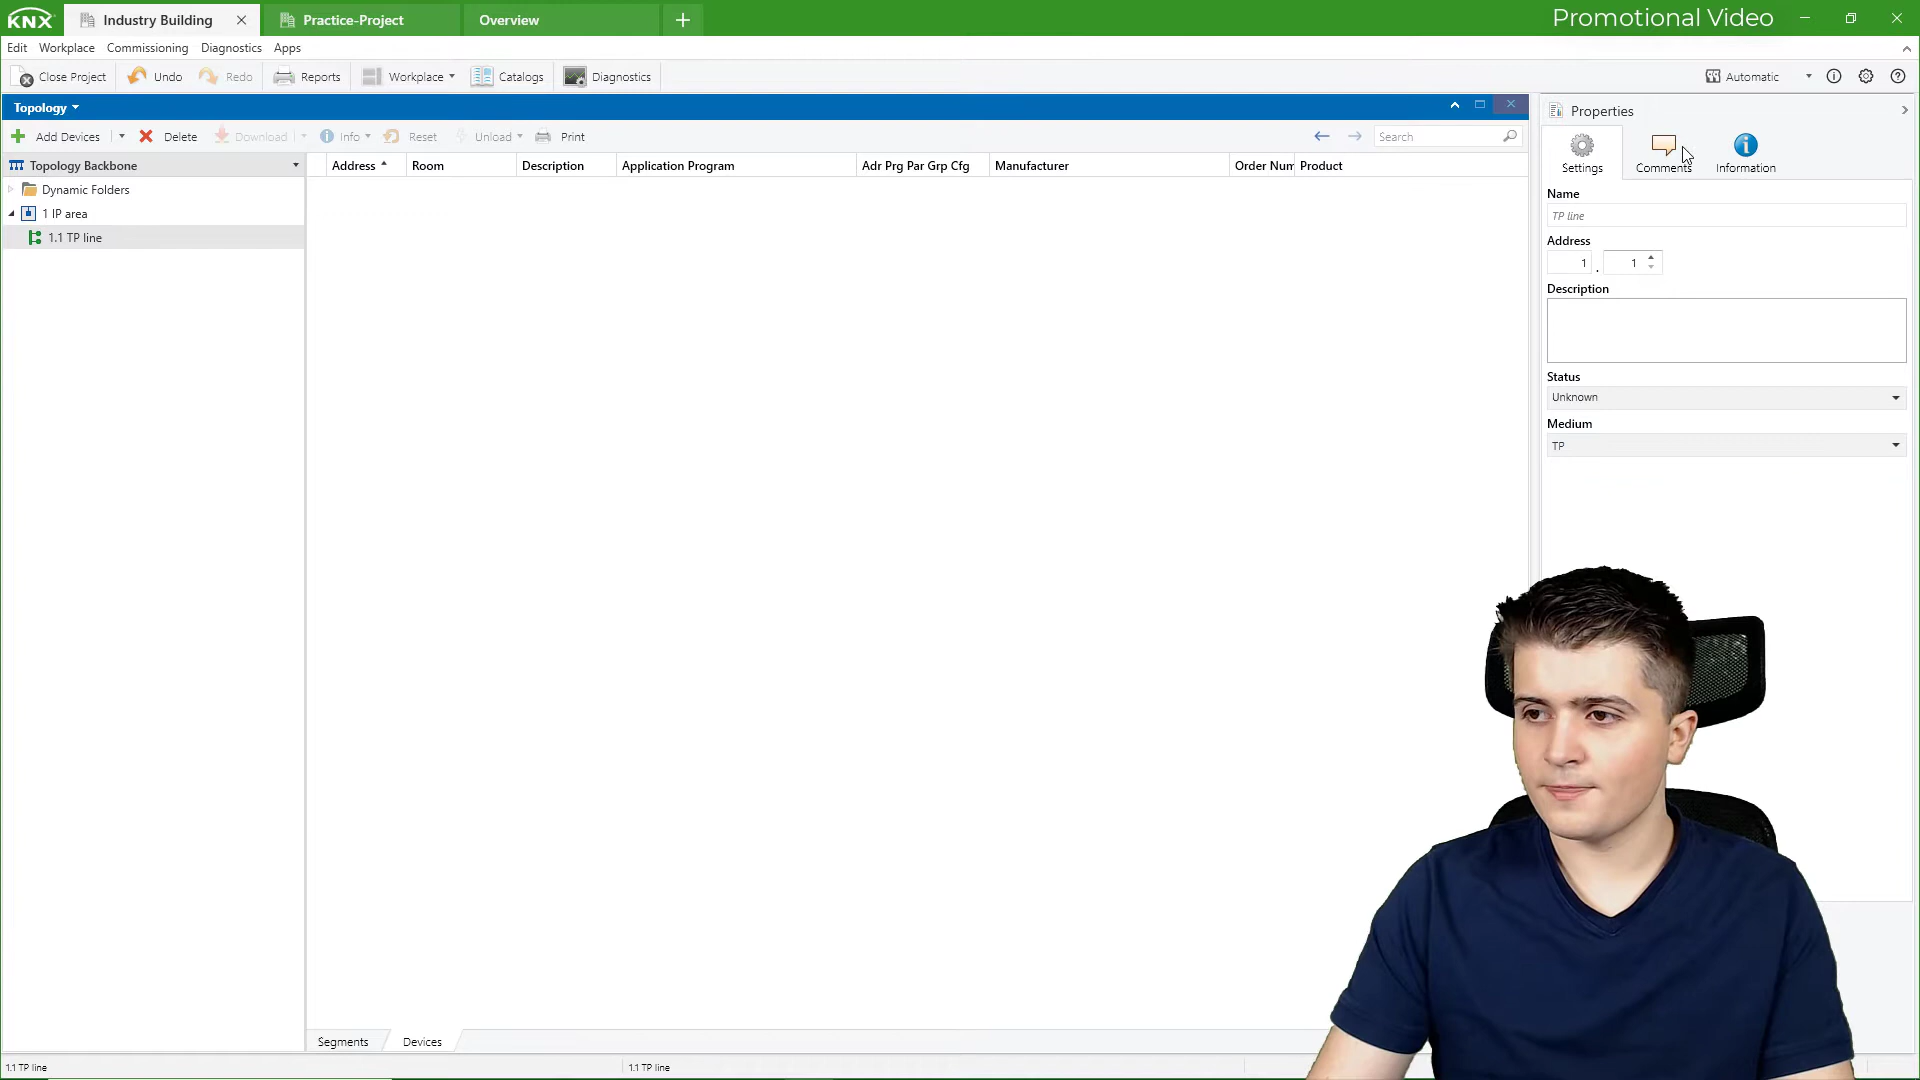 KNX Industry Building Practice-Project Overview Promotional Video
Edit Workplace Commissioning Diagnostics Apps
Close Project Undo Redo Reports Workplace Catalogs Diagnostics Automatic
Topology Properties
Add Devices Delete Download Info Reset Unload Print Search
Settings Comments Information
Topology Backbone Address Room Description Application Program Adr Prg Par Grp Cfg Manufacturer Order Num Product
Dynamic Folders
1 IP area
1.1 TP line
Name
TP line
Address
1 . 1
Description
Status
Unknown
Medium
TP
Segments Devices
1.1 TP line 1.1 TP line